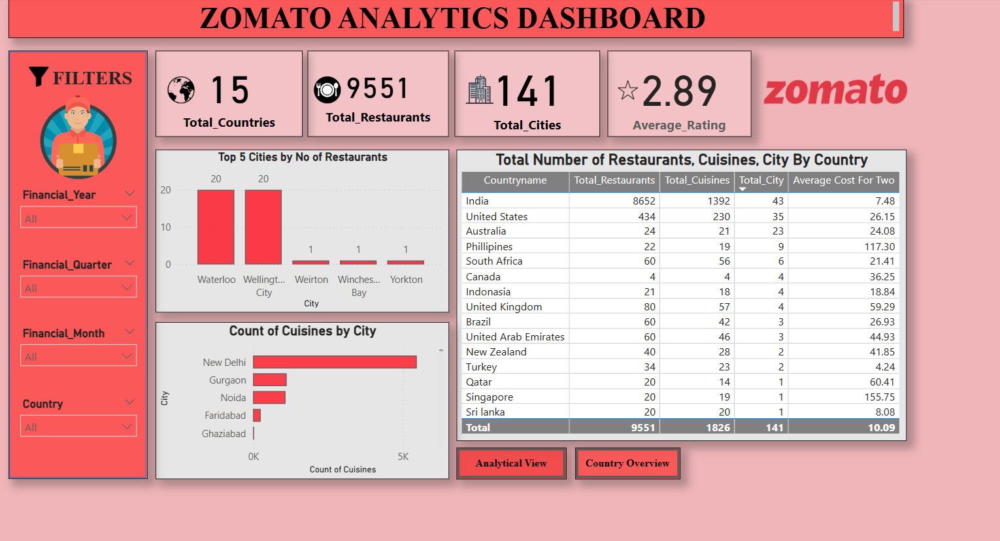 ZOMATO ANALYTICS DASHBOARD
FILTERS
Financial_Year
All
Financial_Quarter
All
Financial_Month
All
Country
All
15
Total_Countries
9551
Total_Restaurants
141
Total_Cities
2.89
Average_Rating
zomato
Top 5 Cities by No of Restaurants
20 20
20
10
1 1 1
0
Waterloo Wellingt... Weirton Winches... Yorkton
City Bay
City
Count of Cuisines by City
City
New Delhi
Gurgaon
Noida
Faridabad
Ghaziabad
0K 5K
Count of Cuisines
Total Number of Restaurants, Cuisines, City By Country
Countryname Total_Restaurants Total_Cuisines Total_City Average Cost For Two
India 8652 1392 43 7.48
United States 434 230 35 26.15
Australia 24 21 23 24.08
Phillipines 22 19 9 117.30
South Africa 60 56 6 21.41
Canada 4 4 4 36.25
Indonasia 21 18 4 18.84
United Kingdom 80 57 4 59.29
Brazil 60 42 3 26.93
United Arab Emirates 60 46 3 44.93
New Zealand 40 28 2 41.85
Turkey 34 23 2 4.24
Qatar 20 14 1 60.41
Singapore 20 19 1 155.75
Sri lanka 20 20 1 8.08
Total 9551 1826 141 10.09
Analytical View
Country Overview